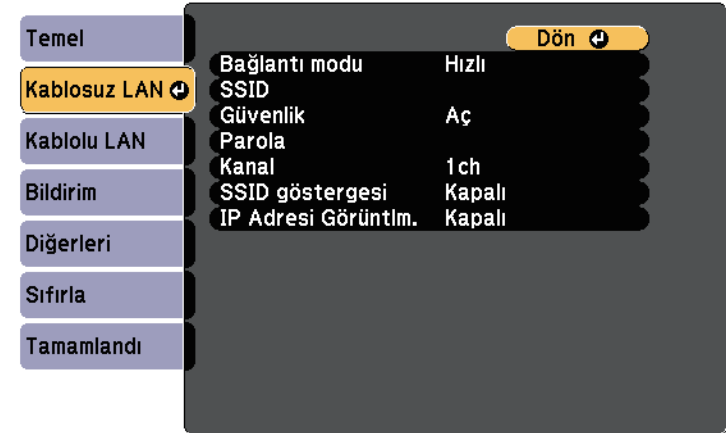 Temel
Kablosuz LAN
Kablolu LAN
Bildirim
Diğerleri
Sıfırla
Tamamlandı
Dön
Bağlantı modu Hızlı
SSID
Güvenlik Aç
Parola
Kanal 1ch
SSID göstergesi Kapalı
IP Adresi Görüntlm. Kapalı